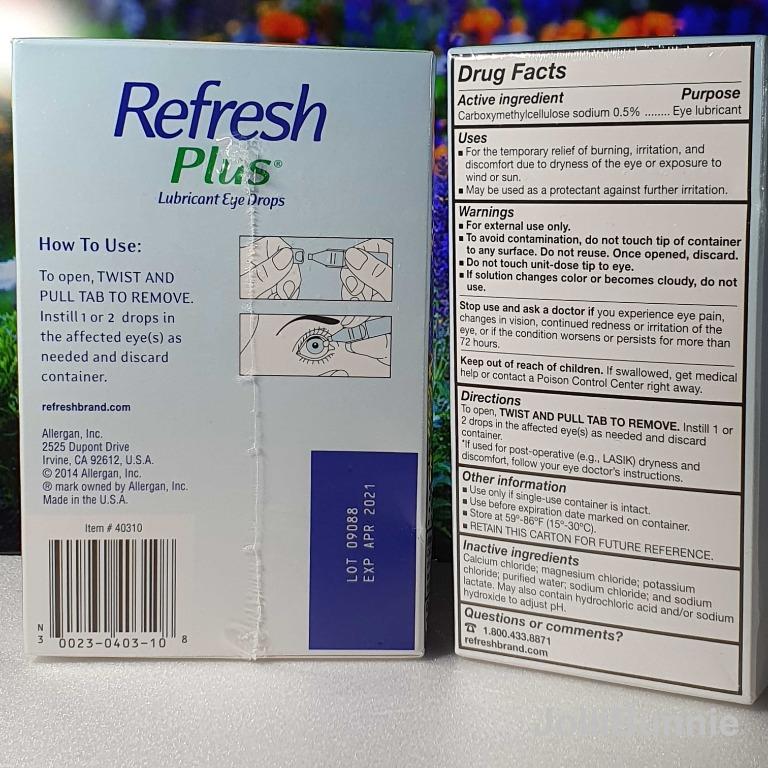 Refresh
Plus®
Lubricant Eye Drops
How To Use:
To open, TWIST AND
PULL TAB TO REMOVE.
Instill 1 or 2 drops in
the affected eye(s) as
needed and discard
container.
refreshbrand.com
Allergan, Inc.
2525 Dupont Drive
Irvine, CA 92612, U.S.A.
© 2014 Allergan, Inc.
® mark owned by Allergan, Inc.
Made in the U.S.A.
Item # 40310
N
3 0023-0403-10 8
LOT 09088
EXP APR 2021
Drug Facts
Active ingredient Purpose
Carboxymethylcellulose sodium 0.5% ........ Eye lubricant
Uses
▪ For the temporary relief of burning, irritation, and
discomfort due to dryness of the eye or exposure to
wind or sun.
▪ May be used as a protectant against further irritation.
Warnings
▪ For external use only.
▪ To avoid contamination, do not touch tip of container
to any surface. Do not reuse. Once opened, discard.
▪ Do not touch unit-dose tip to eye.
▪ If solution changes color or becomes cloudy, do not
use.
Stop use and ask a doctor if you experience eye pain,
changes in vision, continued redness or irritation of the
eye, or if the condition worsens or persists for more than
72 hours.
Keep out of reach of children. If swallowed, get medical
help or contact a Poison Control Center right away.
Directions
To open, TWIST AND PULL TAB TO REMOVE. Instill 1 or
2 drops in the affected eye(s) as needed and discard
container.
*If used for post-operative (e.g., LASIK) dryness and
discomfort, follow your eye doctor's instructions.
Other information
▪ Use only if single-use container is intact.
▪ Use before expiration date marked on container.
▪ Store at 59°-86°F (15°-30°C).
▪ RETAIN THIS CARTON FOR FUTURE REFERENCE.
Inactive ingredients
Calcium chloride; magnesium chloride; potassium
chloride; purified water; sodium chloride; and sodium
lactate. May also contain hydrochloric acid and/or sodium
hydroxide to adjust pH.
Questions or comments?
☎ 1.800.433.8871
refreshbrand.com